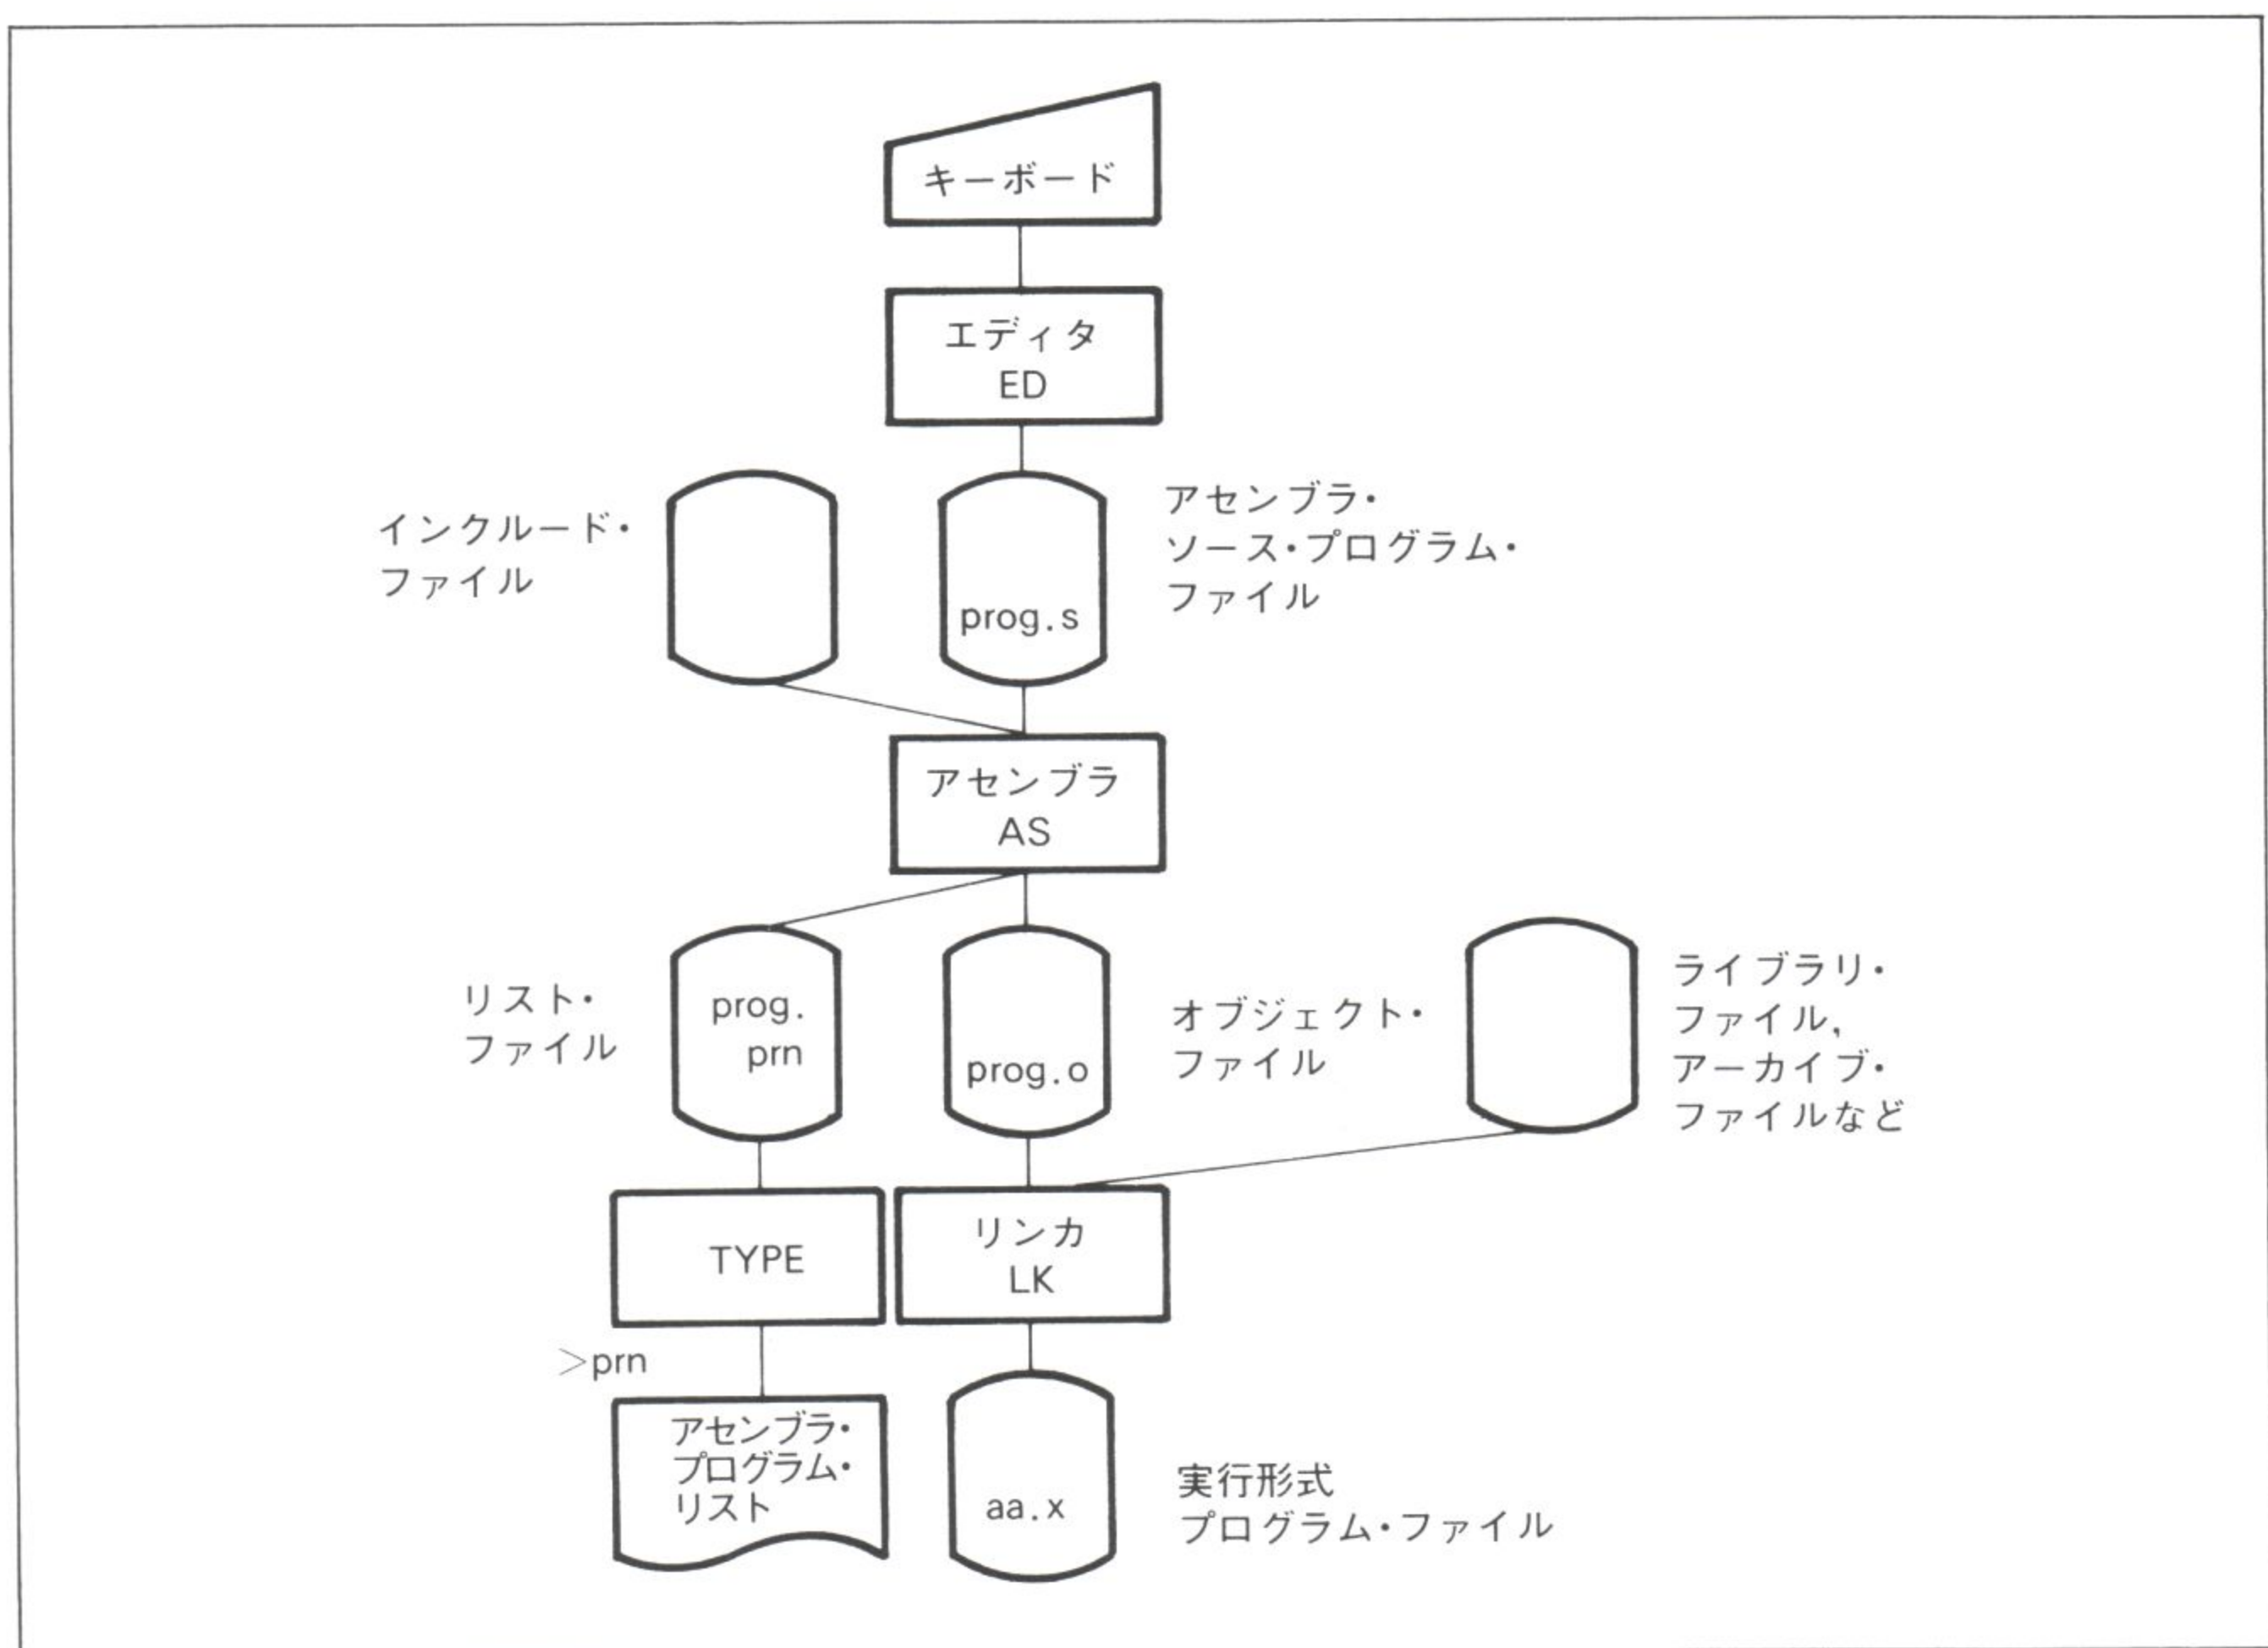 キーボード
エディタ
ED
インクルード・
ファイル
prog.s
アセンブラ・
ソース・プログラム・
ファイル
アセンブラ
AS
リスト・
ファイル
prog.
prn
prog.o
オブジェクト・
ファイル
ライブラリ・
ファイル,
アーカイブ・
ファイルなど
TYPE
リンカ
LK
>prn
アセンブラ・
プログラム・
リスト
aa.x
実行形式
プログラム・ファイル